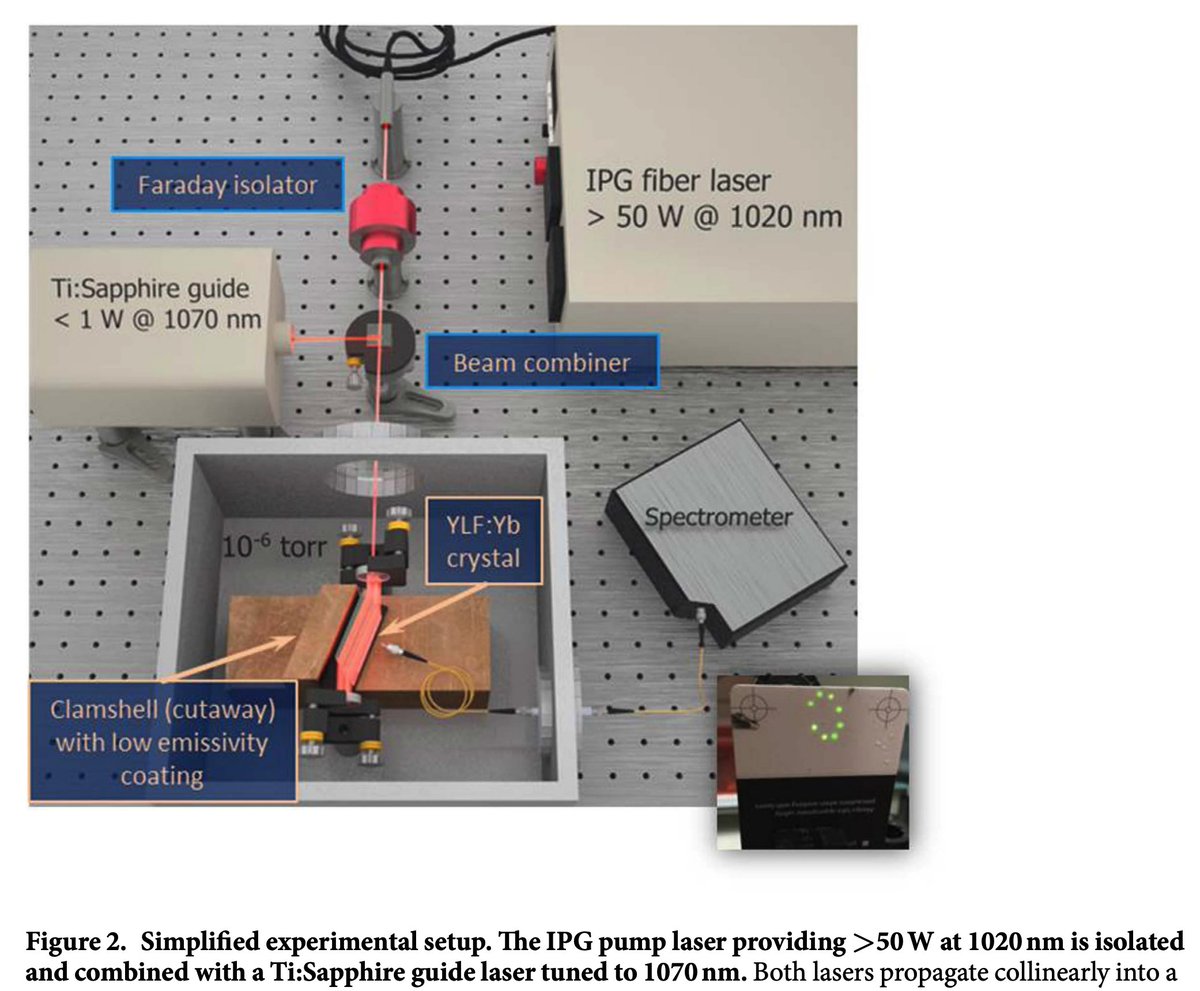 Faraday isolator
IPG fiber laser
> 50 W @ 1020 nm
Ti:Sapphire guide
< 1 W @ 1070 nm
Beam combiner
10-6 torr
YLF:Yb
crystal
Spectrometer
Clamshell (cutaway)
with low emissivity
coating
Figure 2. Simplified experimental setup. The IPG pump laser providing >50 W at 1020 nm is isolated
and combined with a Ti:Sapphire guide laser tuned to 1070 nm. Both lasers propagate collinearly into a